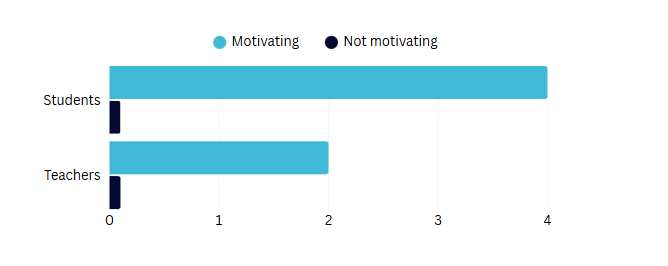 Motivating Not motivating
Students
Teachers
0 1 2 3 4